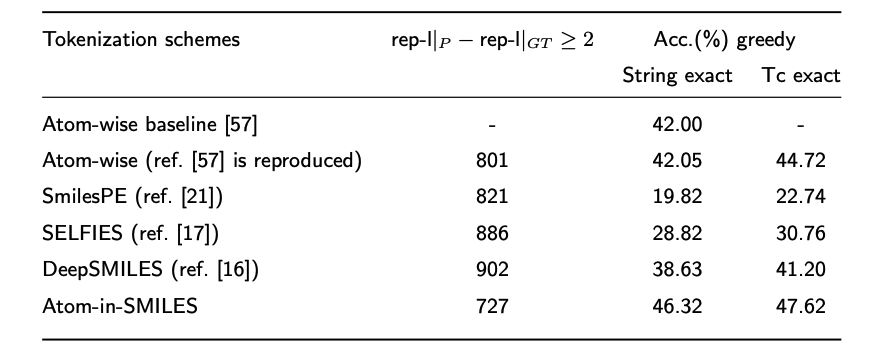 Tokenization schemes rep-l|P − rep-l|GT ≥ 2 Acc.(%) greedy
String exact Tc exact
Atom-wise baseline [57] - 42.00 -
Atom-wise (ref. [57] is reproduced) 801 42.05 44.72
SmilesPE (ref. [21]) 821 19.82 22.74
SELFIES (ref. [17]) 886 28.82 30.76
DeepSMILES (ref. [16]) 902 38.63 41.20
Atom-in-SMILES 727 46.32 47.62